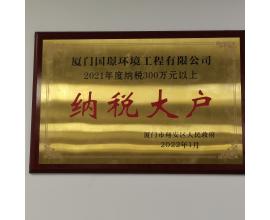 厦门国璟环境工程有限公司
2021年度纳税300万元以上
纳税大户
厦门市翔安区人民政府
2022年1月